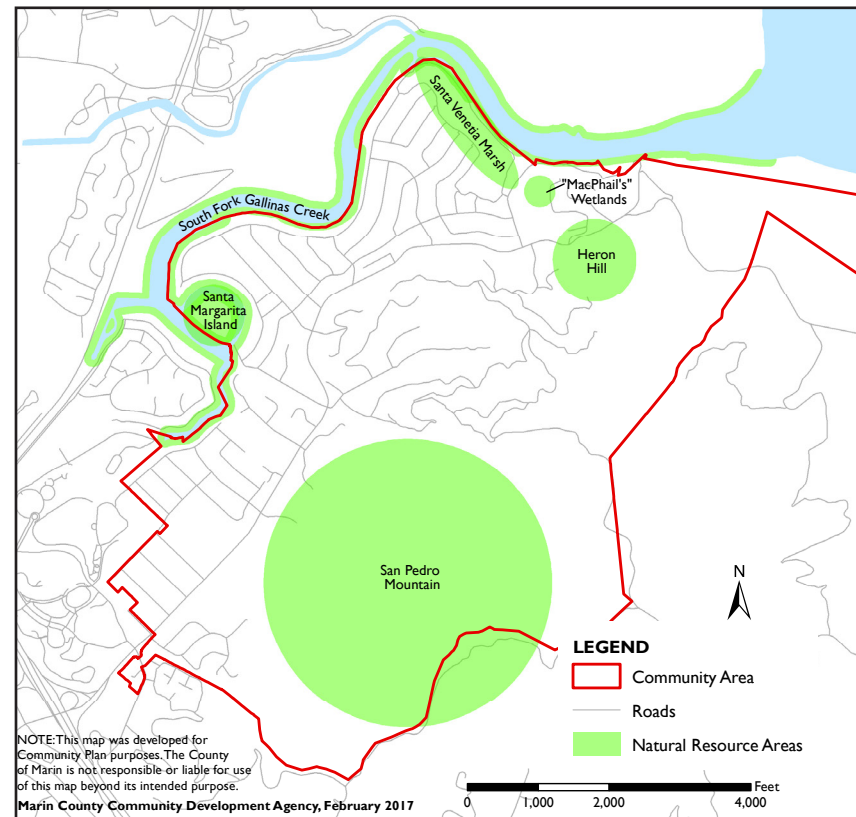 Santa Venetia Marsh
"MacPhail's"
Wetlands
South Fork Gallinas Creek
Heron
Hill
Santa
Margarita
Island
San Pedro
Mountain
N
LEGEND
Community Area
Roads
Natural Resource Areas
NOTE:This map was developed for
Community Plan purposes.The County
of Marin is not responsible or liable for use
of this map beyond its intended purpose.
Marin County Community Development Agency, February 2017
Feet
0 1,000 2,000 4,000